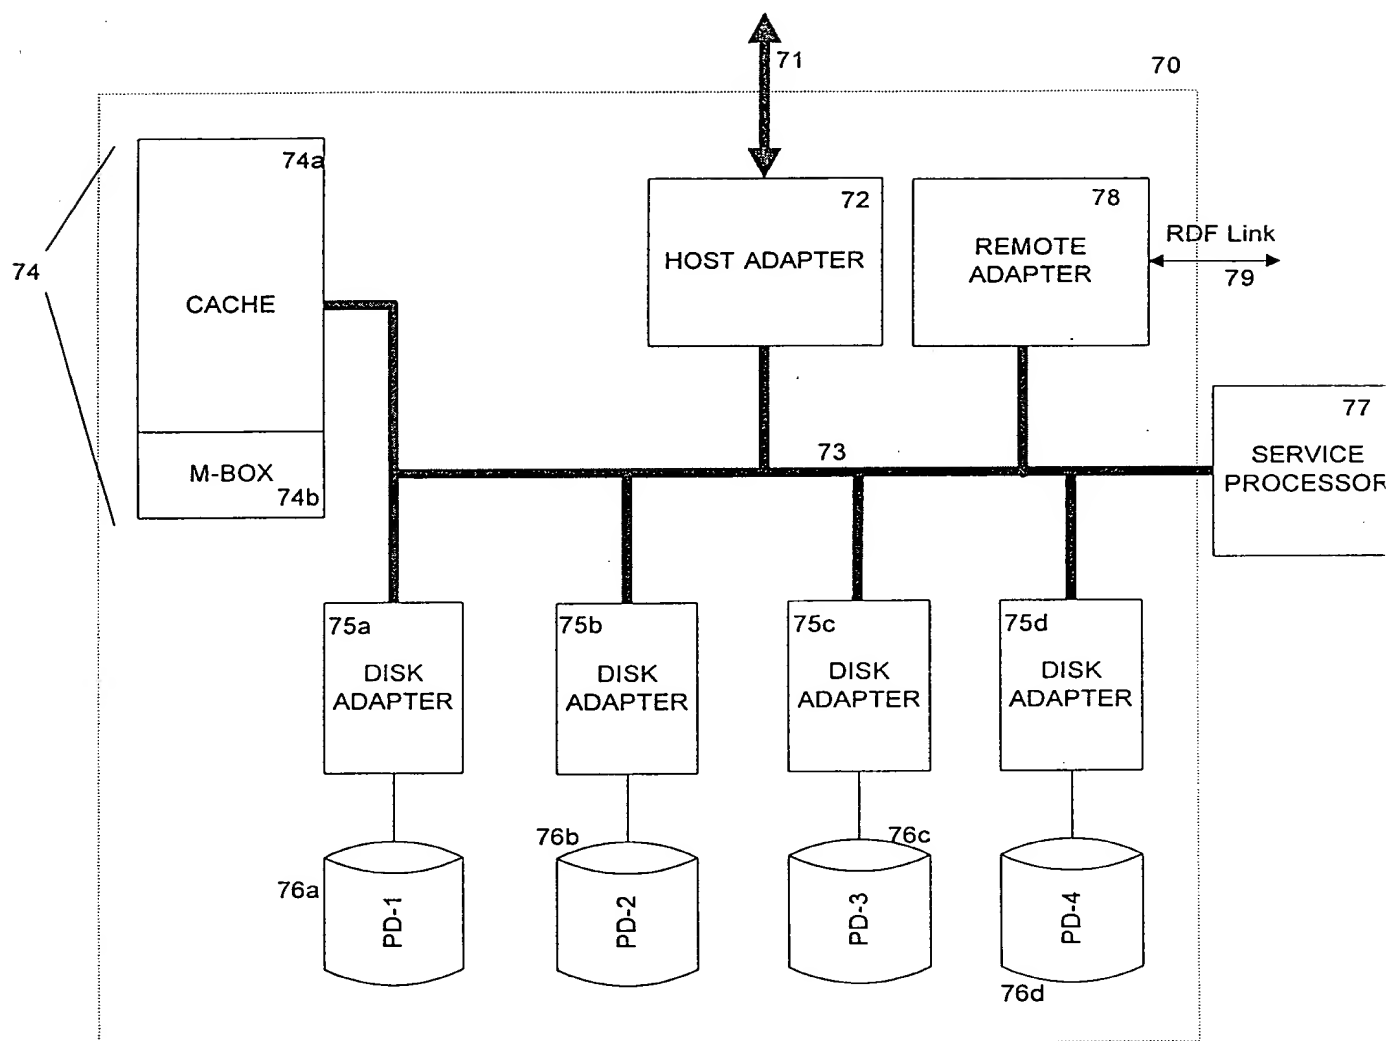 71
70
74a
72
78
RDF Link
79
HOST ADAPTER
REMOTE
ADAPTER
74
CACHE
77
73
SERVICE
PROCESSOR
M-BOX
74b
75a
DISK
ADAPTER
75b
DISK
ADAPTER
75c
DISK
ADAPTER
75d
DISK
ADAPTER
76a
PD-1
76b
PD-2
76c
PD-3
PD-4
76d